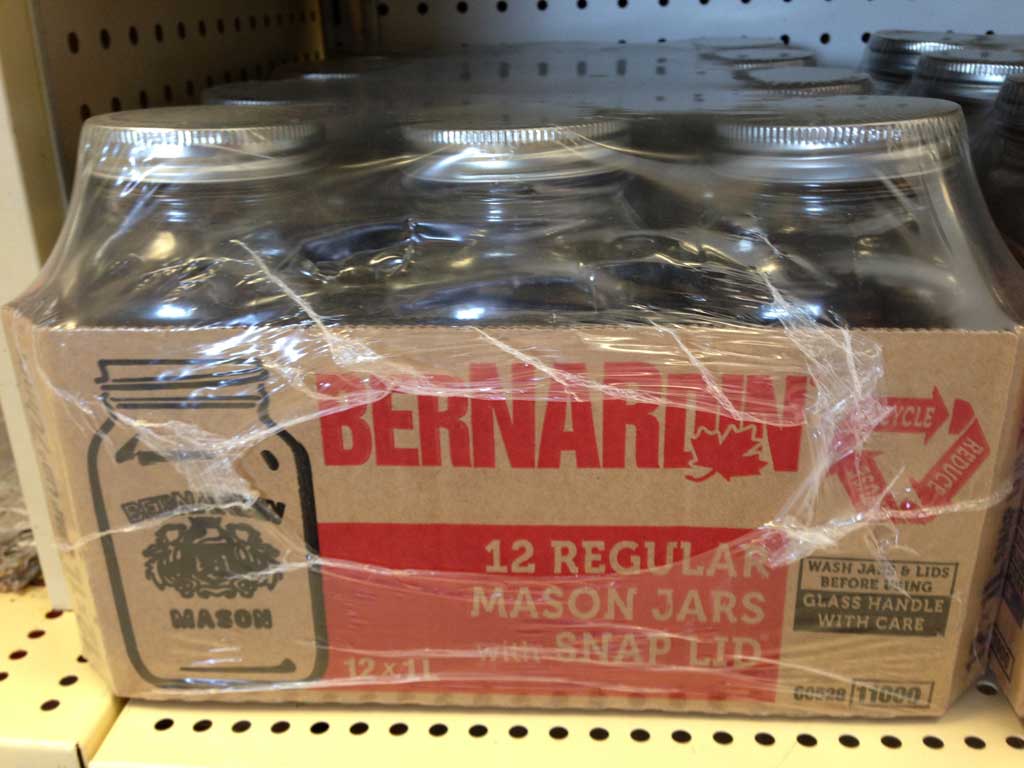 BERNARDIN
RECYCLE
REDUCE
BERNARDIN
MASON
12 REGULAR
MASON JARS
with SNAP LID
12 x 1L
WASH JARS & LIDS
BEFORE USING
GLASS HANDLE
WITH CARE
11000